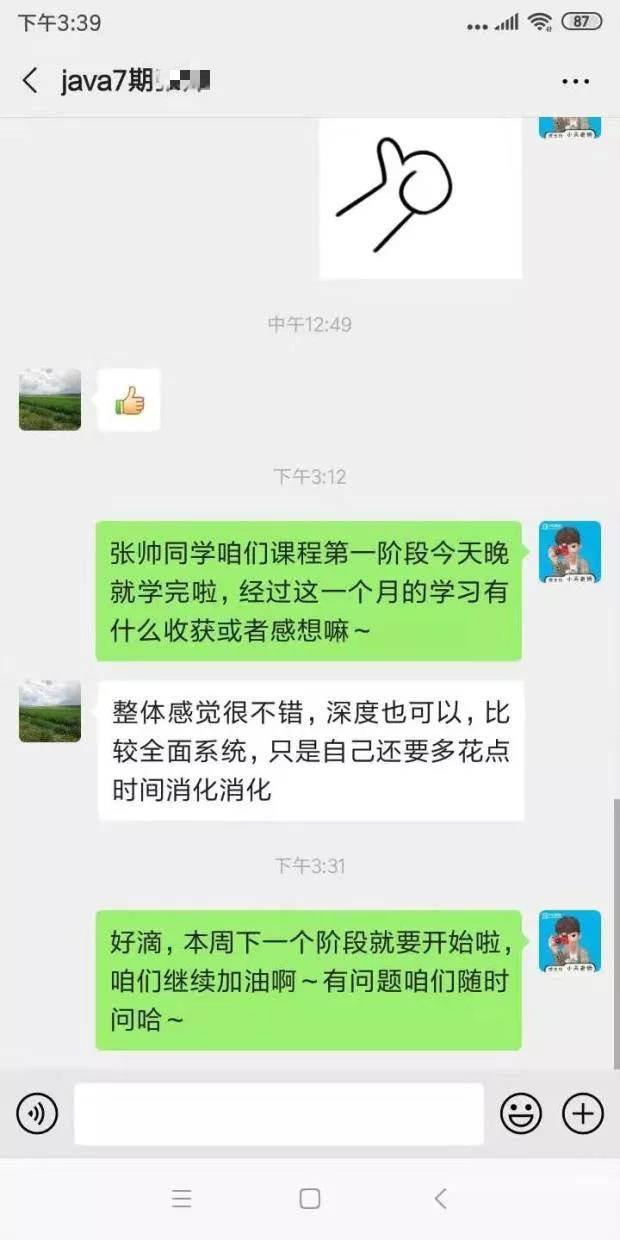 下午3:39
87
java7期
中午12:49
下午3:12
张帅同学咱们课程第一阶段今天晚
就学完啦，经过这一个月的学习有
什么收获或者感想嘛～
整体感觉很不错，深度也可以，比
较全面系统，只是自己还要多花点
时间消化消化
下午3:31
好滴，本周下一个阶段就要开始啦，
咱们继续加油啊～有问题咱们随时
问哈～